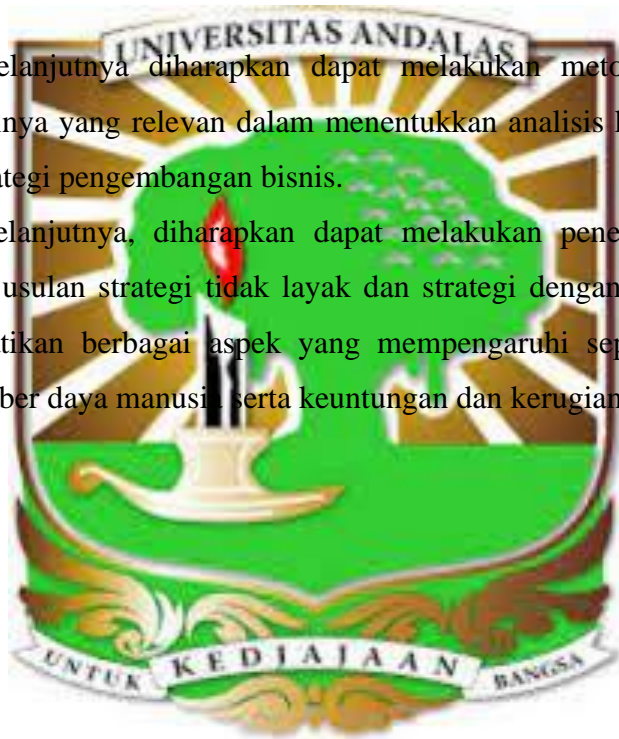 UNIVERSITAS ANDALAS
elanjutnya diharapkan dapat melakukan meto
nya yang relevan dalam menentukkan analisis
ategi pengembangan bisnis.
elanjutnya, diharapkan dapat melakukan pene
usulan strategi tidak layak dan strategi dengan
tikan berbagai aspek yang mempengaruhi sep
ber daya manusia serta keuntungan dan kerugian
UNTUK KEDJAJAAN BANGSA